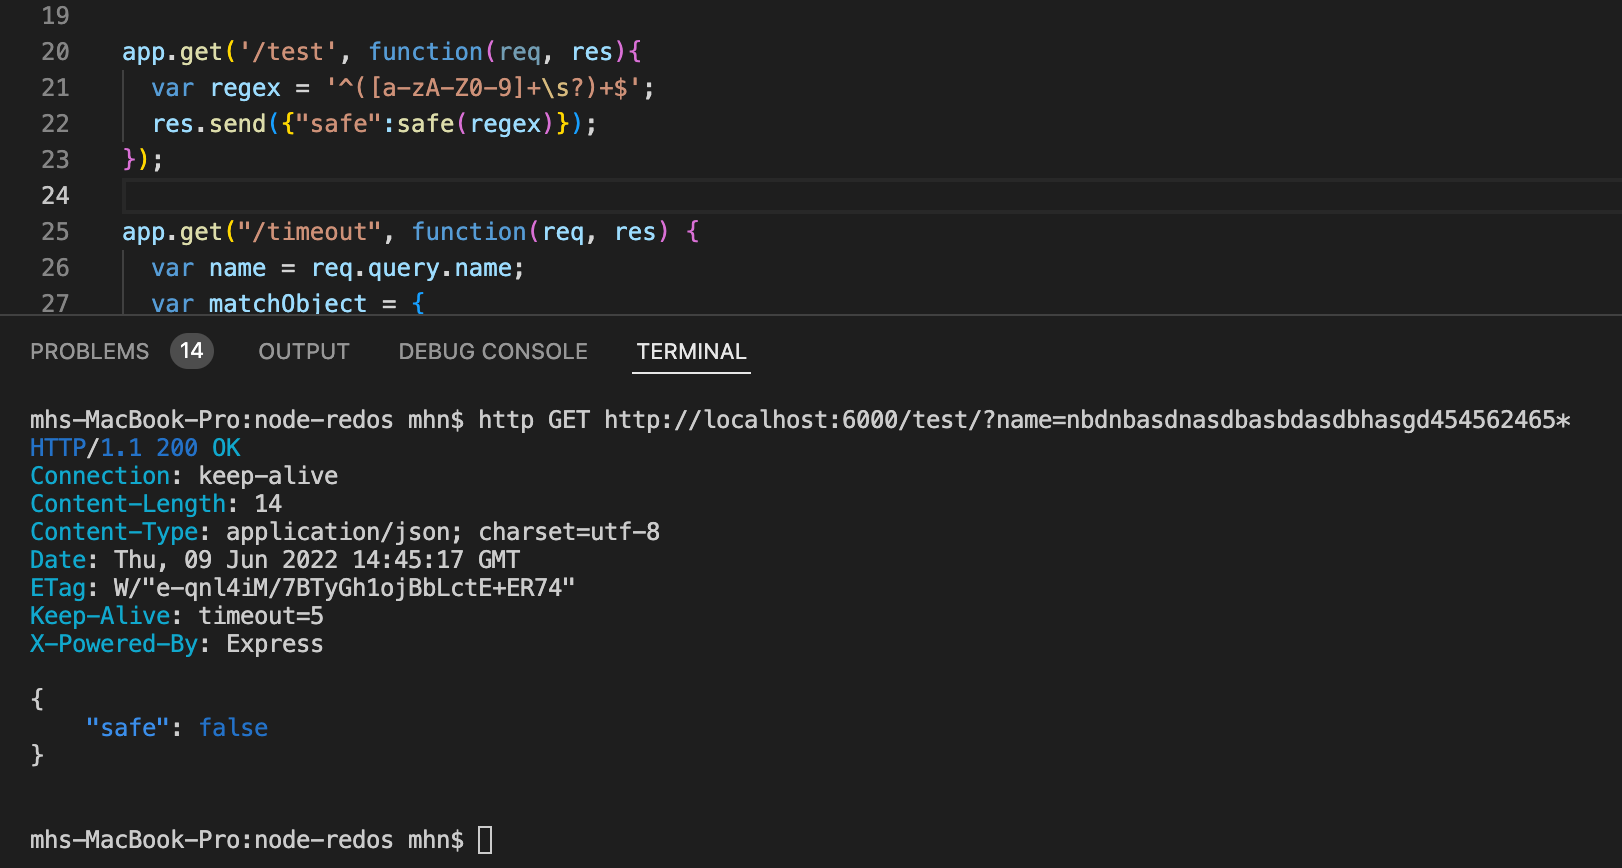 19
20 app.get('/test', function(req, res){
21 var regex = '^([a-zA-Z0-9]+\s?)+$';
22 res.send({"safe":safe(regex)});
23 });
24
25 app.get("/timeout", function(req, res) {
26 var name = req.query.name;
27 var matchObject = {
PROBLEMS 14 OUTPUT DEBUG CONSOLE TERMINAL
mhs-MacBook-Pro:node-redos mhn$ http GET http://localhost:6000/test/?name=nbdnbasdnasdbasbdasdbhasgd454562465*
HTTP/1.1 200 OK
Connection: keep-alive
Content-Length: 14
Content-Type: application/json; charset=utf-8
Date: Thu, 09 Jun 2022 14:45:17 GMT
ETag: W/"e-qnl4iM/7BTyGh1ojBbLctE+ER74"
Keep-Alive: timeout=5
X-Powered-By: Express
{
"safe": false
}
mhs-MacBook-Pro:node-redos mhn$